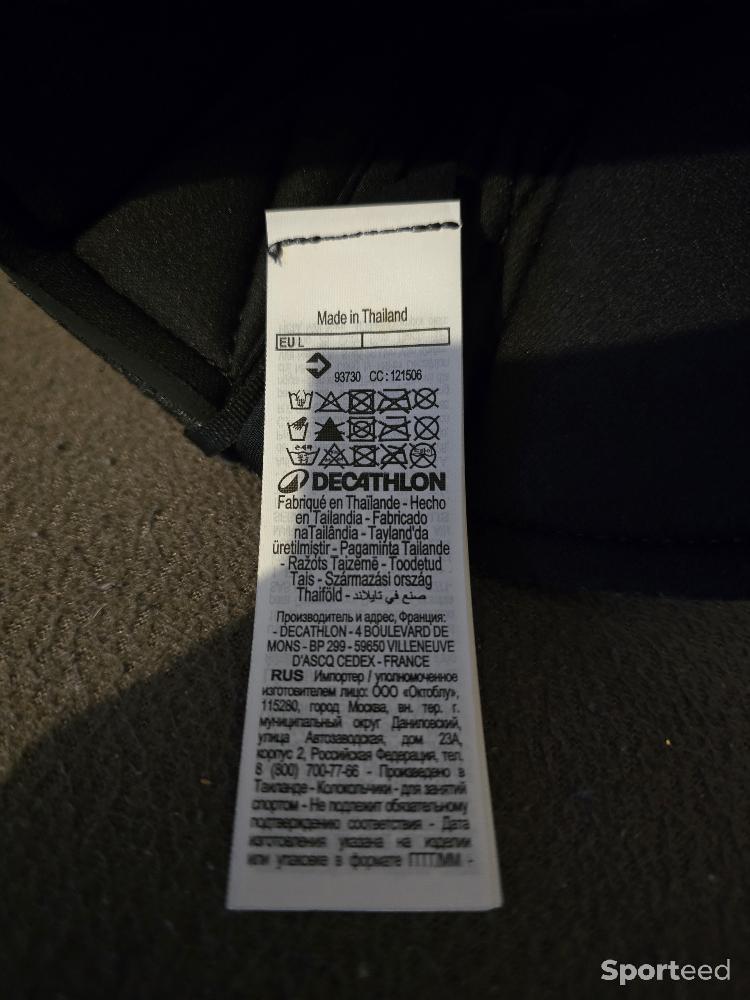 Made in Thailand
EU L
93730 CC : 121506
DECATHLON
Fabriqué en Thaïlande - Hecho
en Tailandia - Fabricado
naTailândia - Tayland'da
üretilmiştir - Pagaminta Tailande
- Ražots Taizemē - Toodetud
Tais - Származási ország
Thaiföld - صنع في تايلاند
Производитель и адрес, Франция:
- DECATHLON - 4 BOULEVARD DE
MONS - BP 299 - 59650 VILLENEUVE
D'ASCQ CEDEX - FRANCE
RUS Импортер / уполномоченное
изготовителем лицо: ООО «Октоблу»,
115280, город Москва, вн. тер. г.
муниципальный округ Даниловский,
улица Автозаводская, дом 23А,
корпус 2, Российская Федерация, тел.
8 (800) 700-77-66 - Произведено в
Таиланде - Колокольчики - для занятий
спортом - Не подлежит обязательному
подтверждению соответствия - Дата
изготовления указана на изделии
или упаковке в формате ГГГГ.ММ -
Sporteed